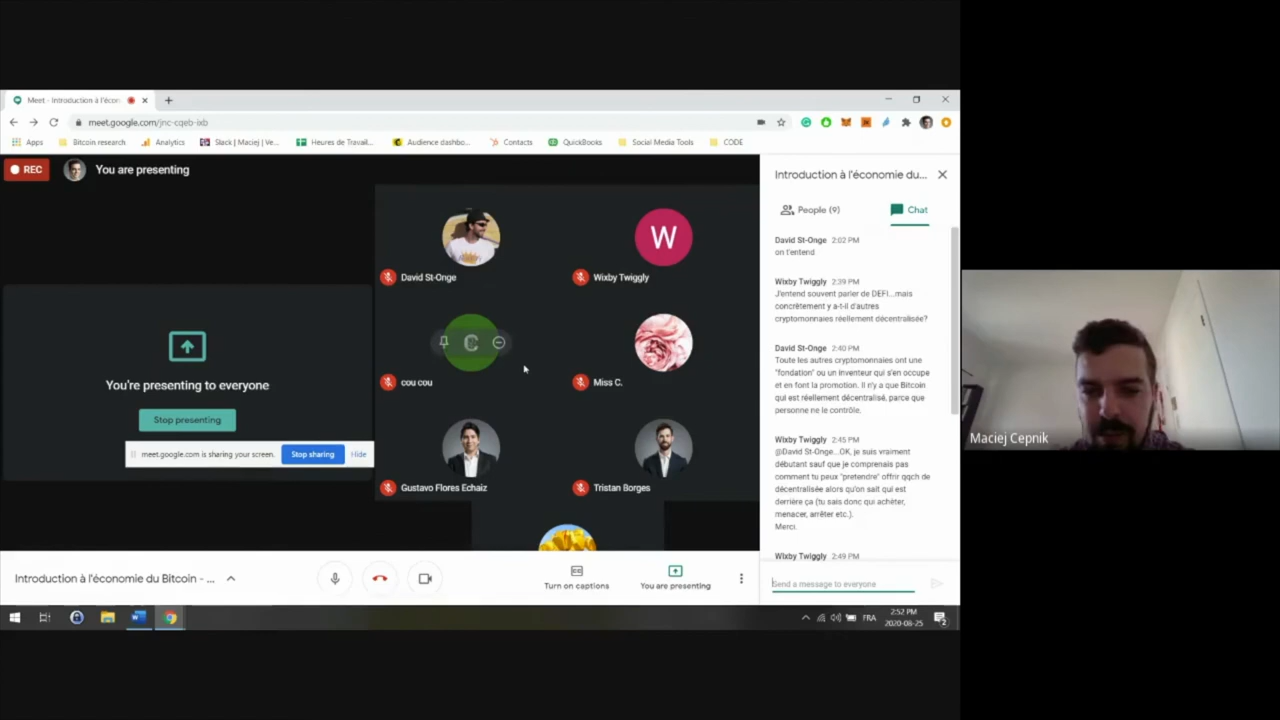 Meet - Introduction à l'écon
meet.google.com/jnc-cqeb-ixb
Apps
Bitcoin research
Analytics
Slack | Maciej | Ve...
Heures de Travail...
Audience dashbo...
Contacts
QuickBooks
Social Media Tools
CODE
REC
You are presenting
You're presenting to everyone
Stop presenting
meet.google.com is sharing your screen.
Stop sharing
Hide
David St-Onge
W
Wixby Twiggly
C
cou cou
Miss C.
Gustavo Flores Echaiz
Tristan Borges
Introduction à l'économie du...
People (9)
Chat
David St-Onge 2:02 PM
on t'entend
Wixby Twiggly 2:39 PM
J'entend souvent parler de DEFI...mais
concrètement y a-t-il d'autres
cryptomonnaies réellement décentralisée?
David St-Onge 2:40 PM
Toute les autres cryptomonnaies ont une
"fondation" ou un inventeur qui s'en occupe
et en font la promotion. Il n'y a que Bitcoin
qui est réellement décentralisé, parce que
personne ne le contrôle.
Wixby Twiggly 2:45 PM
@David St-Onge...OK, je suis vraiment
débutant sauf que je comprenais pas
comment tu peux "pretendre" offrir qqch de
décentralisée alors qu'on sait qui est
derrière ça (tu sais donc qui achèter,
menacer, arrêter etc.).
Merci.
Wixby Twiggly 2:49 PM
Send a message to everyone
Introduction à l'économie du Bitcoin - ...
Turn on captions
You are presenting
FRA
2:52 PM
2020-08-25
2
Maciej Cepnik